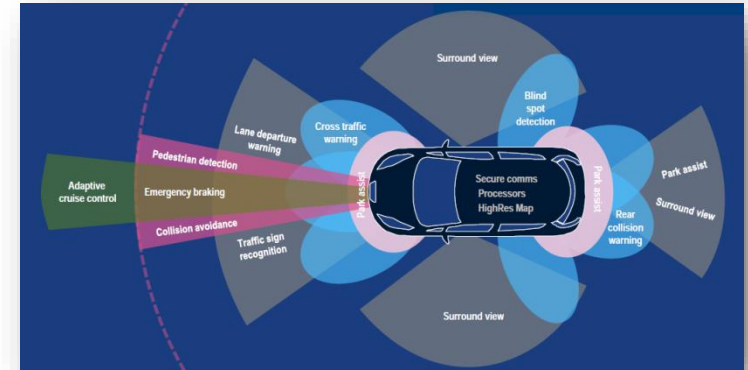 Surround view
Blind
spot
detection
Cross traffic
warning
Lane departure
warning
Pedestrian detection
Adaptive
cruise control
Emergency braking
Collision avoidance
Traffic sign
recognition
Park assist
Secure comms
Processors
HighRes Map
Park assist
Park assist
Surround view
Rear
collision
warning
Surround view